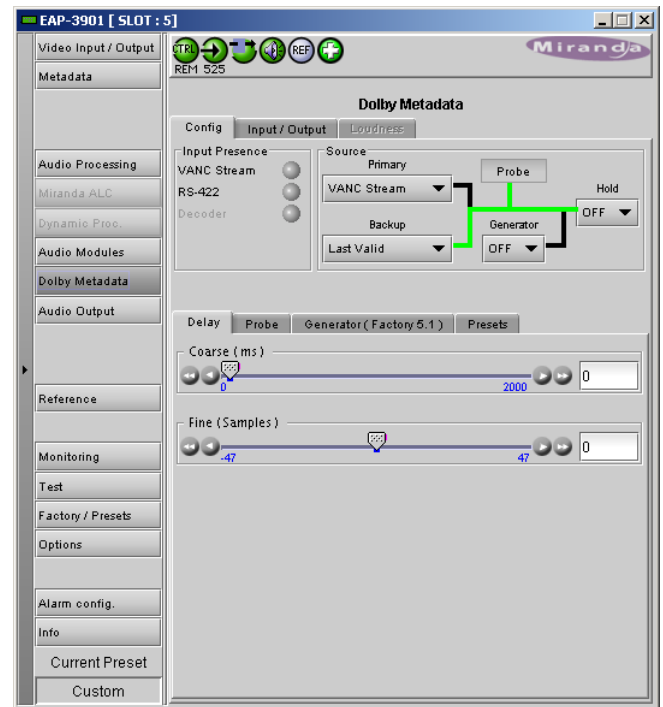 EAP-3901 [ SLOT : 5]
Video Input / Output
Metadata
Audio Processing
Miranda ALC
Dynamic Proc.
Audio Modules
Dolby Metadata
Audio Output
Reference
Monitoring
Test
Factory / Presets
Options
Alarm config.
Info
Current Preset
Custom
CTRL
REF
Miranda
REM 525
Dolby Metadata
Config Input / Output Loudness
Input Presence
VANC Stream
RS-422
Decoder
Source
Primary
VANC Stream
Backup
Last Valid
Probe
Generator
OFF
Hold
OFF
Delay Probe Generator ( Factory 5.1 ) Presets
Coarse ( ms )
0 2000 0
Fine ( Samples )
-47 47 0